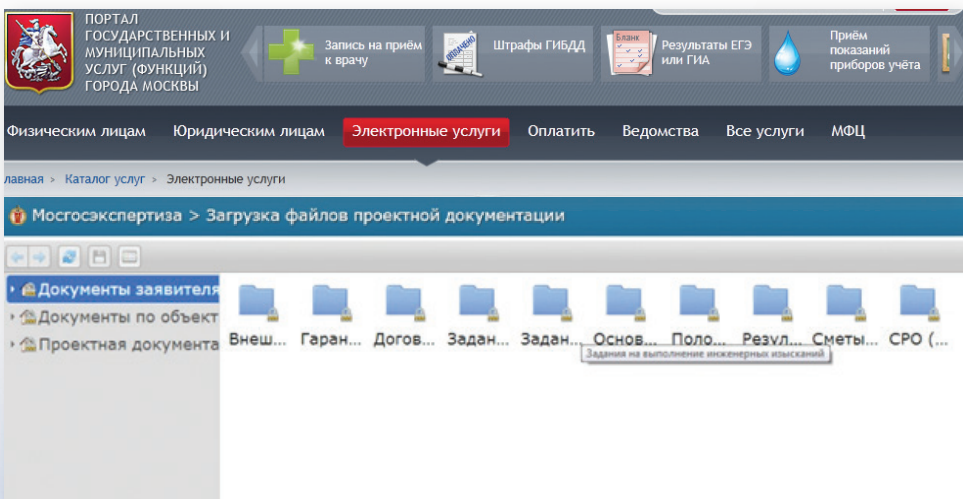 ПОРТАЛ
ГОСУДАРСТВЕННЫХ И
МУНИЦИПАЛЬНЫХ
УСЛУГ (ФУНКЦИЙ)
ГОРОДА МОСКВЫ
Запись на приём
к врачу
ОПЛАЧЕНО
Штрафы ГИБДД
Бланк
Результаты ЕГЭ
или ГИА
Приём
показаний
приборов учёта
Физическим лицам Юридическим лицам Электронные услуги Оплатить Ведомства Все услуги МФЦ
лавная > Каталог услуг > Электронные услуги
Мосгосэкспертиза > Загрузка файлов проектной документации
Документы заявителя
Документы по объект
Проектная документа
Внеш... Гаран... Догов... Задан... Задан... Основ... Поло... Резул... Сметы... СРО (...
Задания на выполнение инженерных изысканий